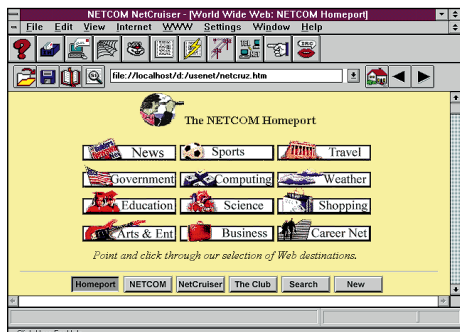 NETCOM NetCruiser - [World Wide Web: NETCOM Homeport]
File Edit View Internet WWW Settings Window Help
file://localhost/d:/usenet/netcruz.htm
The NETCOM Homeport
News Sports Travel
Government Computing Weather
Education Science Shopping
Arts & Ent Business Career Net
Point and click through our selection of Web destinations.
Homeport NETCOM NetCruiser The Club Search New